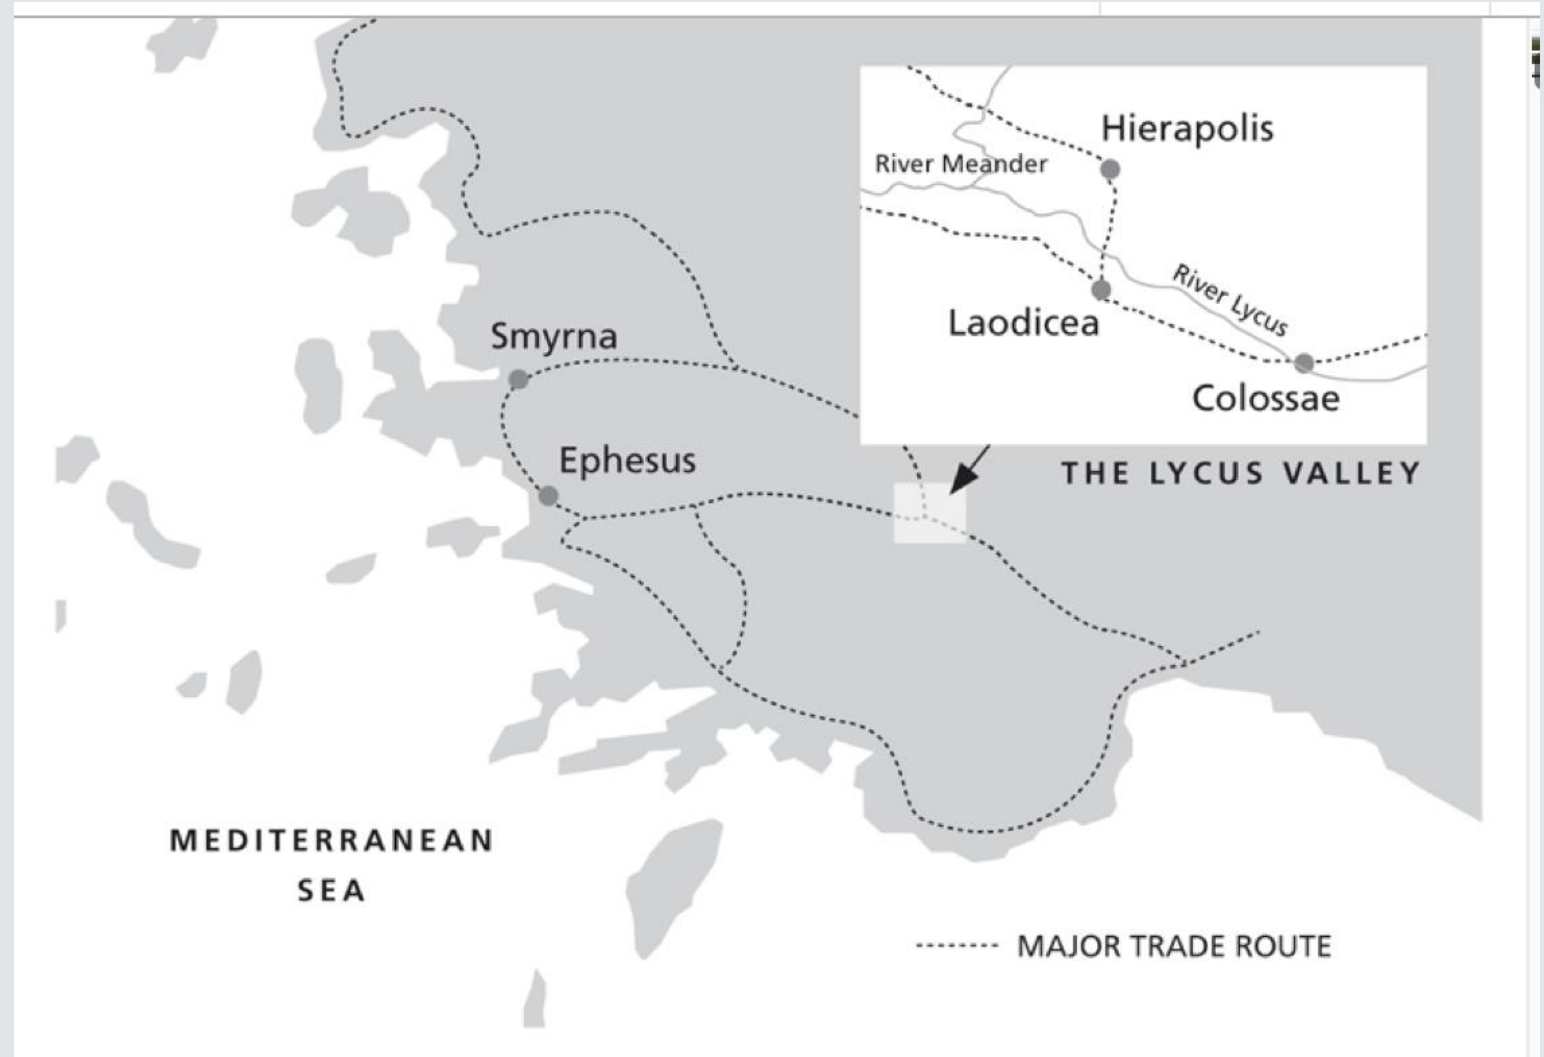 Hierapolis
River Meander
River Lycus
Laodicea
Colossae
Smyrna
Ephesus
THE LYCUS VALLEY
MEDITERRANEAN
SEA
MAJOR TRADE ROUTE